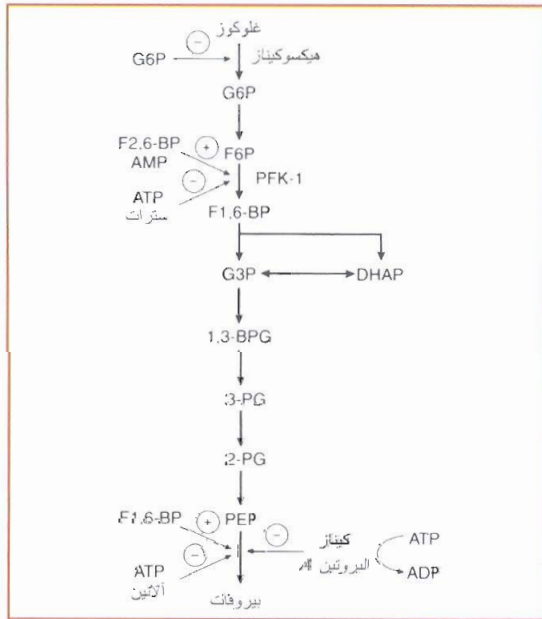 غلوكوز
G6P
هيكسوكيناز
G6P
F2,6-BP
AMP
F6P
PFK-1
ATP
سترات
F1,6-BP
G3P
DHAP
1,3-BPG
3-PG
2-PG
F1,6-BP
PEP
ATP
ألانين
كيناز
البروتين A
ATP
ADP
بيروفات